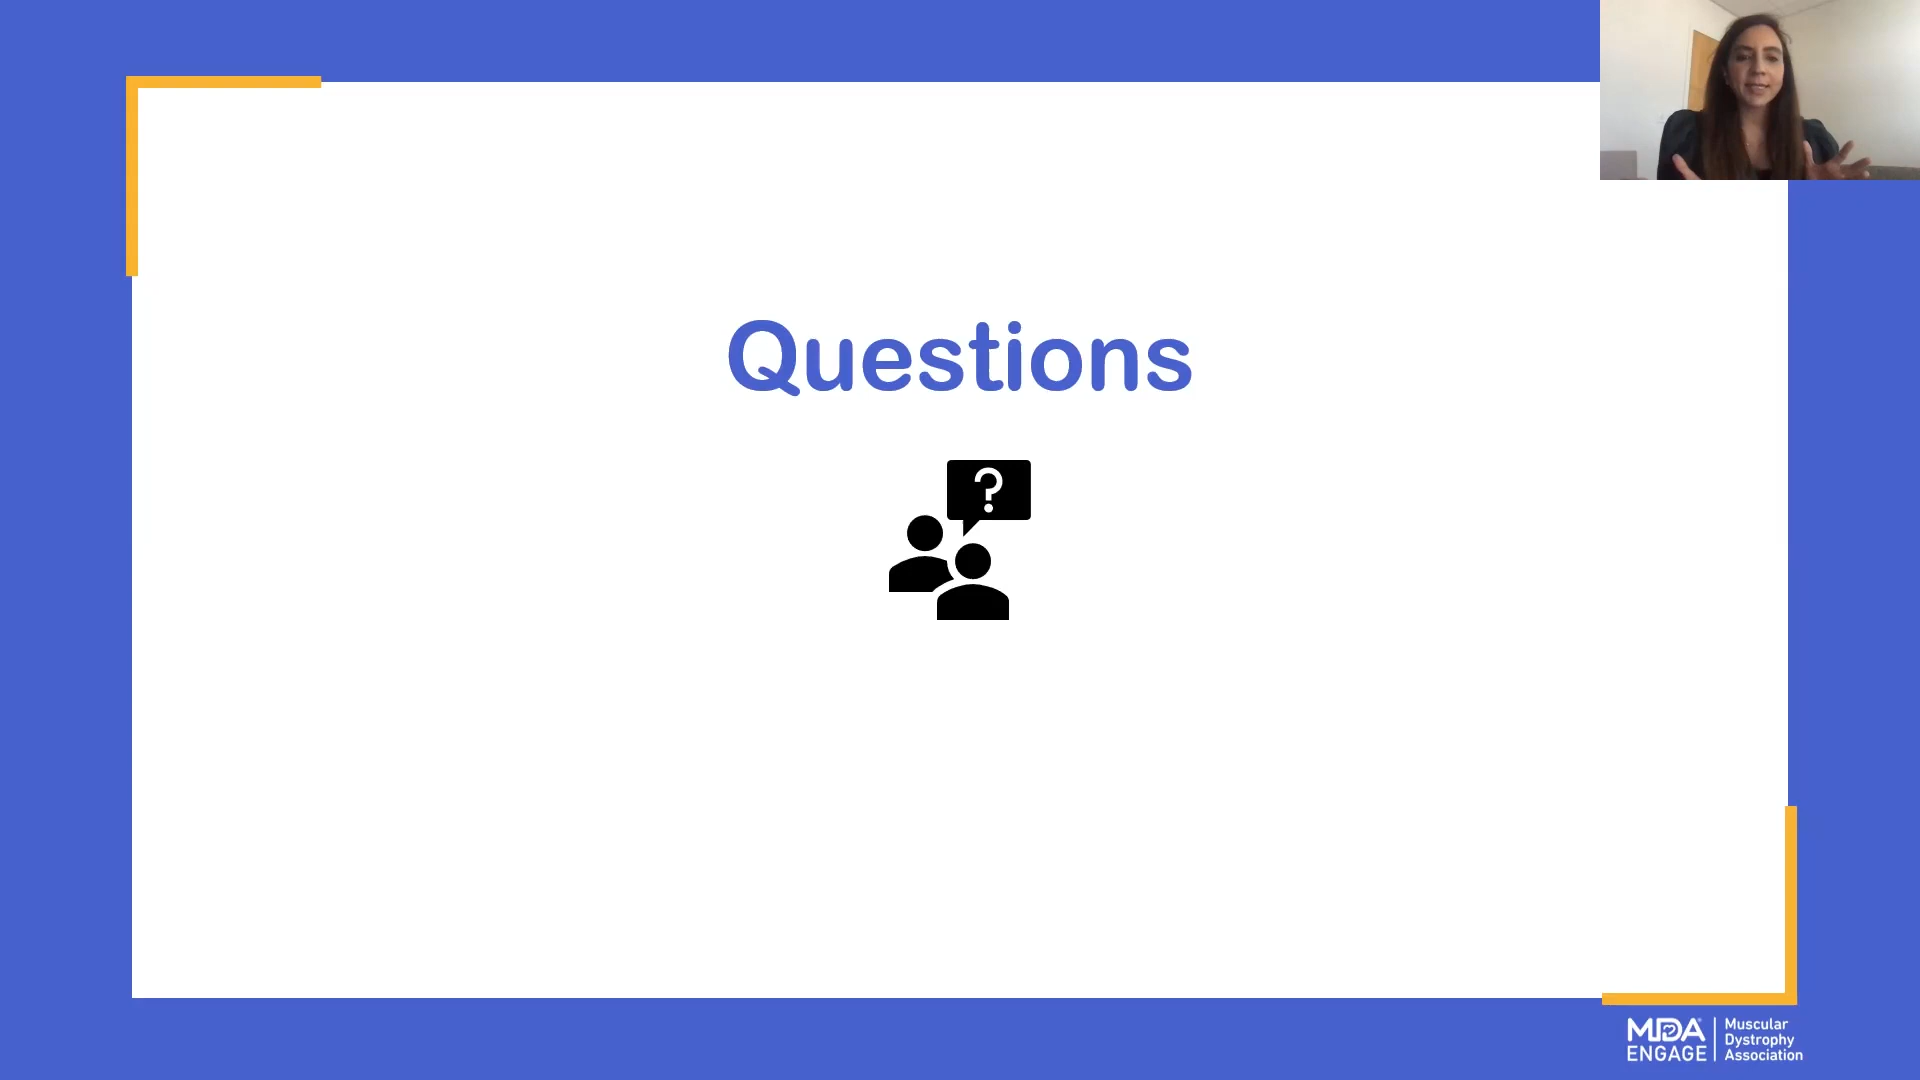 Questions
?
MDA
ENGAGE
Muscular
Dystrophy
Association